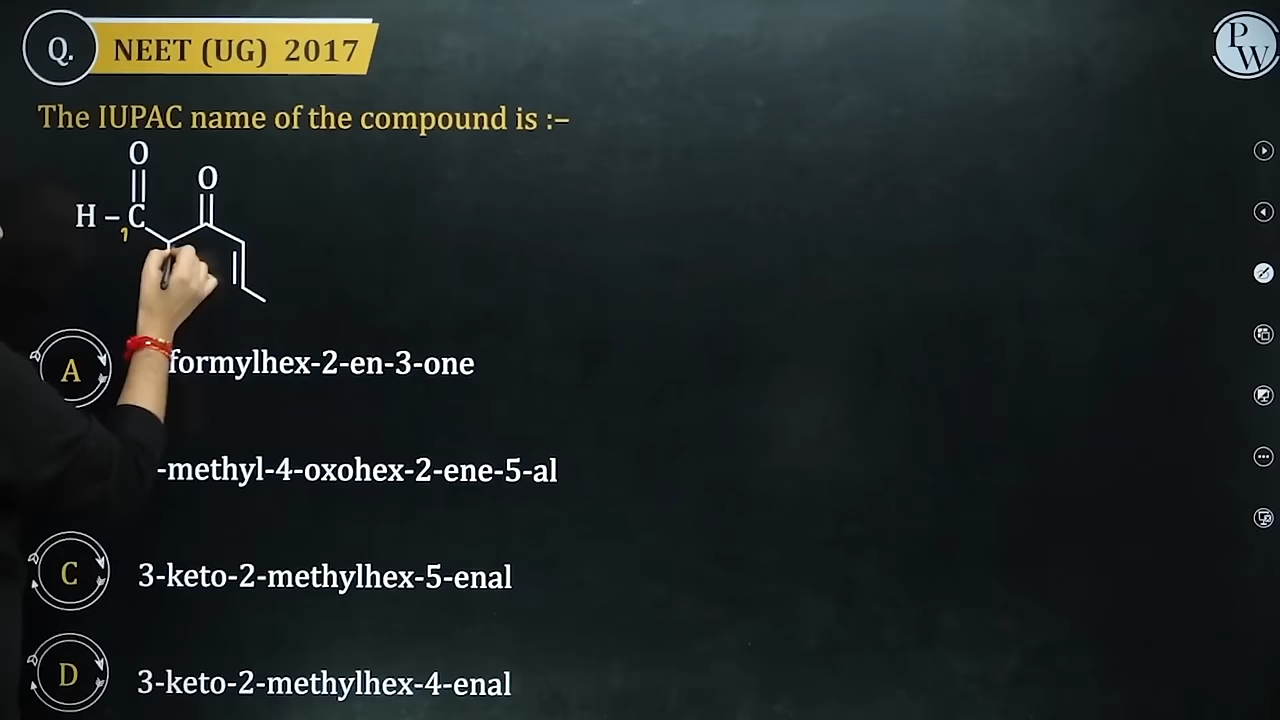 Q. NEET (UG) 2017
PW
The IUPAC name of the compound is :–
O
O
H – C
1
A formylhex-2-en-3-one
-methyl-4-oxohex-2-ene-5-al
C 3-keto-2-methylhex-5-enal
D 3-keto-2-methylhex-4-enal